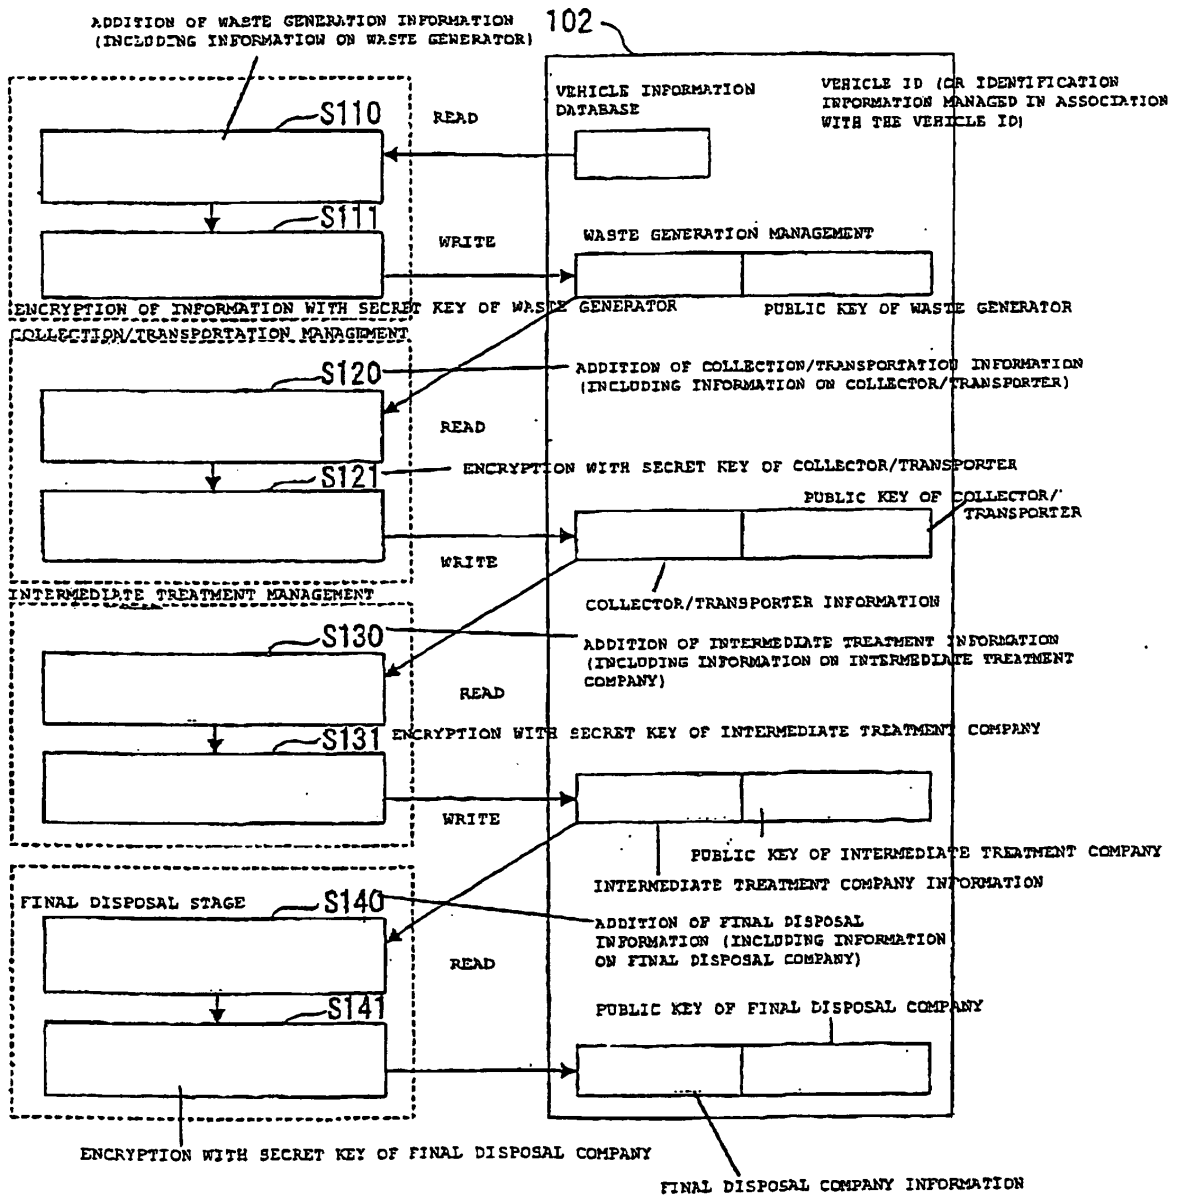 ADDITION OF WASTE GENERATION INFORMATION
(INCLUDING INFORMATION ON WASTE GENERATOR)
102
VEHICLE INFORMATION
DATABASE
VEHICLE ID (OR IDENTIFICATION
INFORMATION MANAGED IN ASSOCIATION
WITH THE VEHICLE ID)
S110
READ
S111
WRITE
WASTE GENERATION MANAGEMENT
ENCRYPTION OF INFORMATION WITH SECRET KEY OF WASTE GENERATOR
PUBLIC KEY OF WASTE GENERATOR
COLLECTION/TRANSPORTATION MANAGEMENT
S120
ADDITION OF COLLECTION/TRANSPORTATION INFORMATION
(INCLUDING INFORMATION ON COLLECTOR/TRANSPORTER)
READ
S121
ENCRYPTION WITH SECRET KEY OF COLLECTOR/TRANSPORTER
PUBLIC KEY OF COLLECTOR/
TRANSPORTER
WRITE
COLLECTOR/TRANSPORTER INFORMATION
INTERMEDIATE TREATMENT MANAGEMENT
S130
ADDITION OF INTERMEDIATE TREATMENT INFORMATION
(INCLUDING INFORMATION ON INTERMEDIATE TREATMENT
COMPANY)
READ
S131
ENCRYPTION WITH SECRET KEY OF INTERMEDIATE TREATMENT COMPANY
WRITE
PUBLIC KEY OF INTERMEDIATE TREATMENT COMPANY
INTERMEDIATE TREATMENT COMPANY INFORMATION
FINAL DISPOSAL STAGE
S140
ADDITION OF FINAL DISPOSAL
INFORMATION (INCLUDING INFORMATION
ON FINAL DISPOSAL COMPANY)
READ
S141
PUBLIC KEY OF FINAL DISPOSAL COMPANY
ENCRYPTION WITH SECRET KEY OF FINAL DISPOSAL COMPANY
FINAL DISPOSAL COMPANY INFORMATION